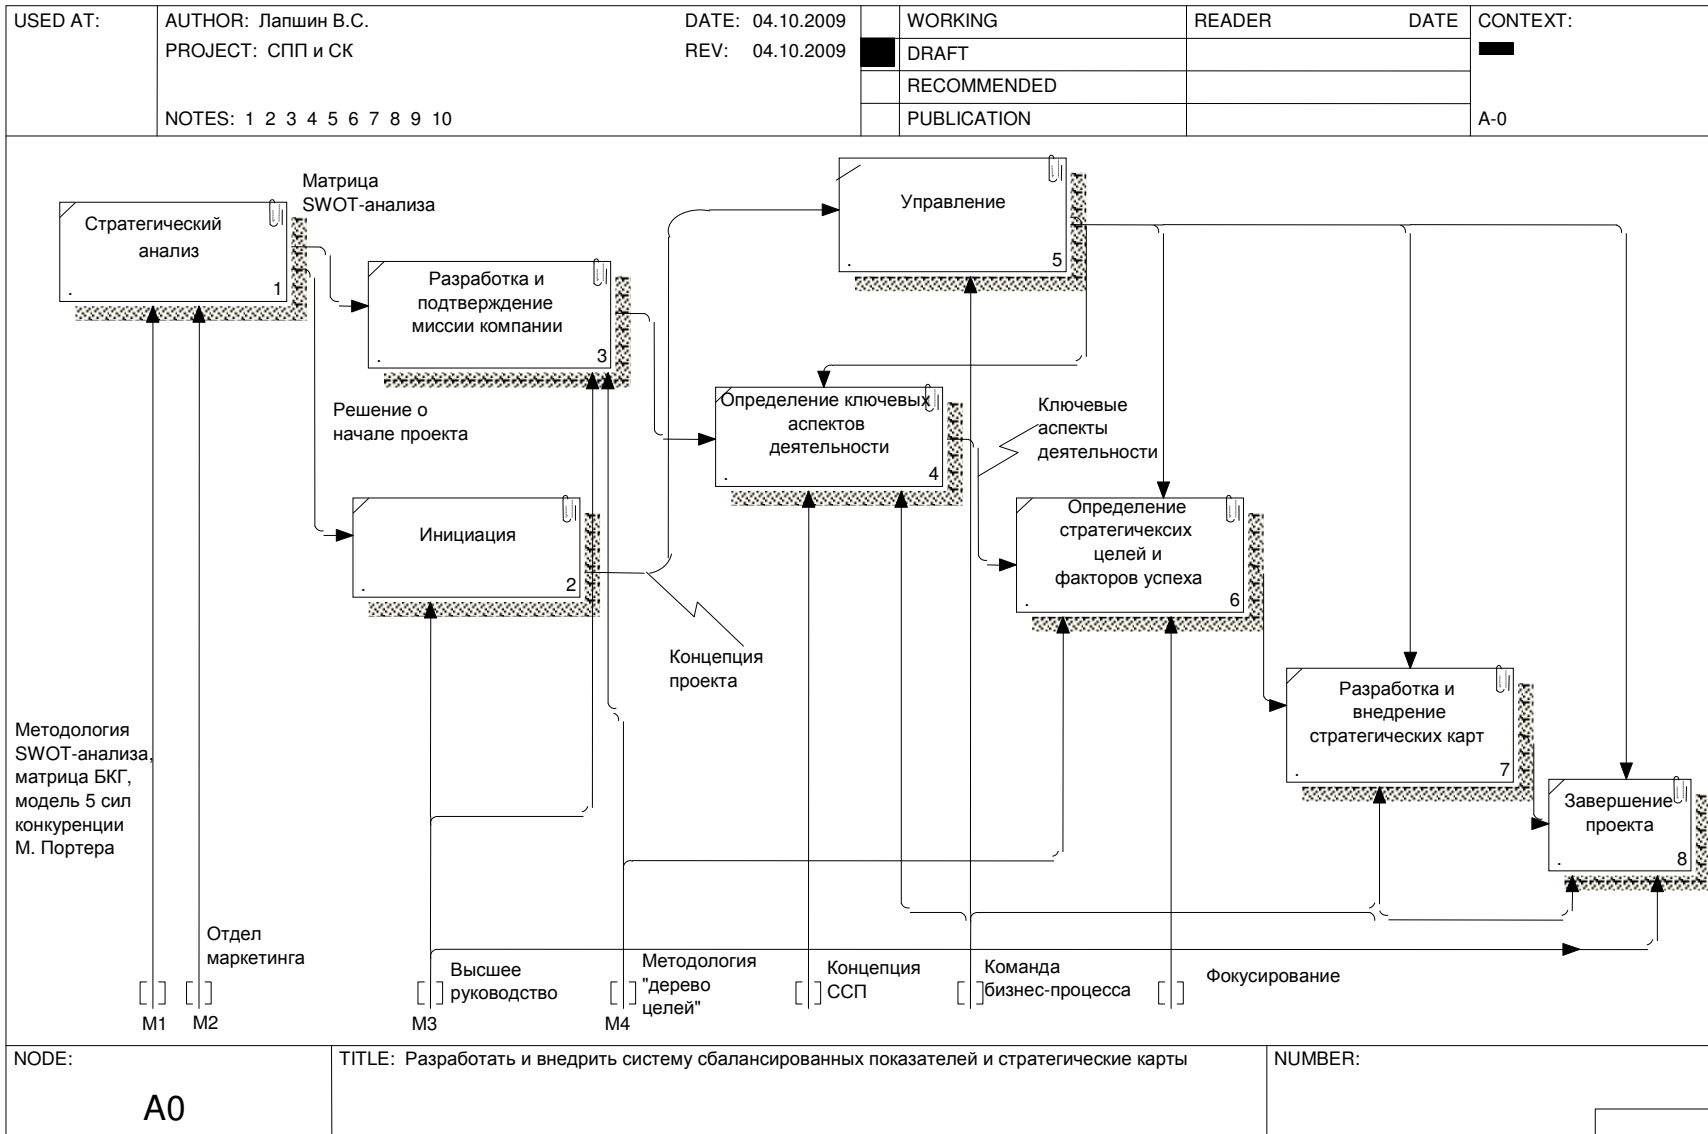 USED AT:
AUTHOR: Лапшин В.С.
DATE: 04.10.2009
PROJECT: СПП и СК
REV: 04.10.2009
NOTES: 1 2 3 4 5 6 7 8 9 10
WORKING
DRAFT
RECOMMENDED
PUBLICATION
READER DATE
CONTEXT:
A-0
Стратегический
анализ
1
Матрица
SWOT-анализа
Разработка и
подтверждение
миссии компании
3
Управление
5
Решение о
начале проекта
Определение ключевых
аспектов
деятельности
4
Ключевые
аспекты
деятельности
Инициация
2
Определение
стратегичексих
целей и
факторов успеха
6
Концепция
проекта
Разработка и
внедрение
стратегических карт
7
Завершение
проекта
8
Методология
SWOT-анализа,
матрица БКГ,
модель 5 сил
конкуренции
М. Портера
Отдел
маркетинга
Высшее
руководство
Методология
"дерево
целей"
Концепция
ССП
Команда
бизнес-процесса
Фокусирование
M1
M2
M3
M4
NODE:
A0
TITLE: Разработать и внедрить систему сбалансированных показателей и стратегические карты
NUMBER: